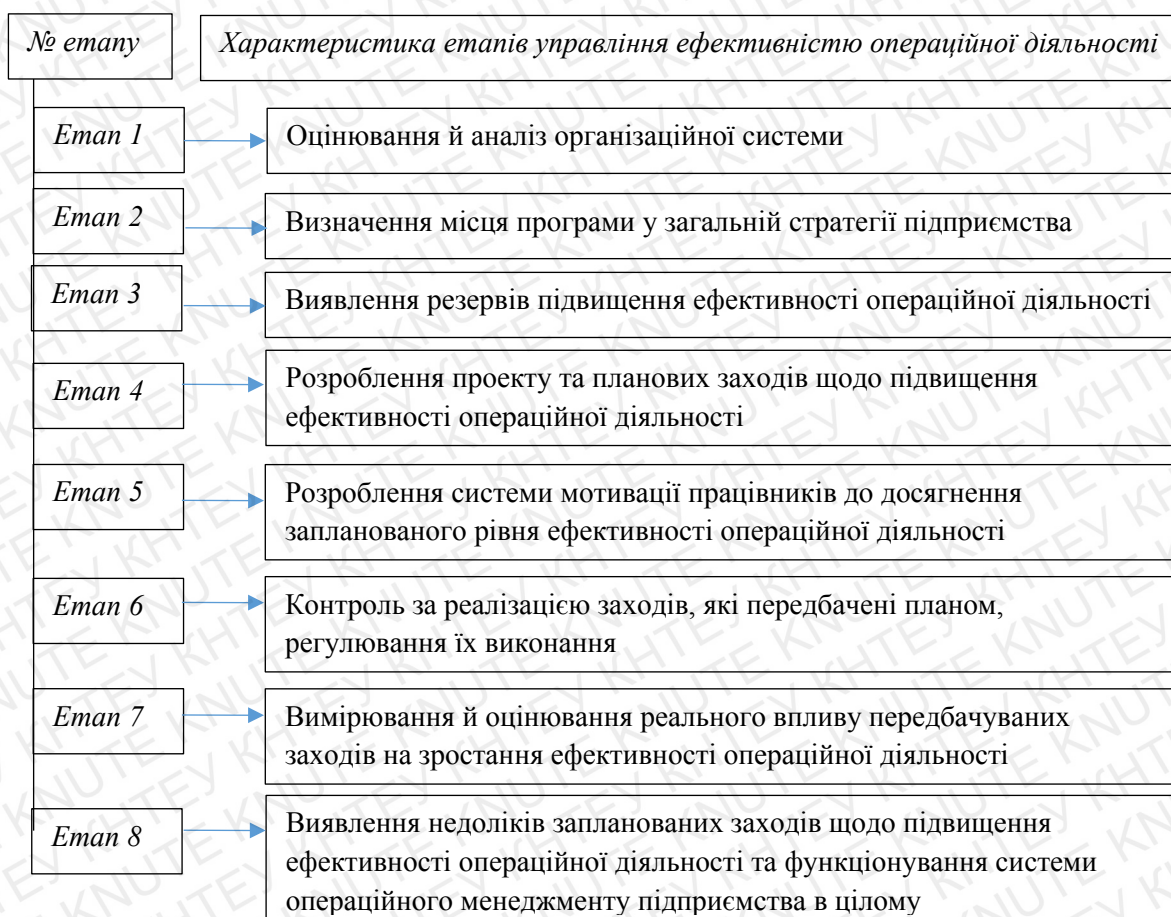 № етапу
Характеристика етапів управління ефективністю операційної діяльності
Етап 1
Оцінювання й аналіз організаційної системи
Етап 2
Визначення місця програми у загальній стратегії підприємства
Етап 3
Виявлення резервів підвищення ефективності операційної діяльності
Етап 4
Розроблення проекту та планових заходів щодо підвищення
ефективності операційної діяльності
Етап 5
Розроблення системи мотивації працівників до досягнення
запланованого рівня ефективності операційної діяльності
Етап 6
Контроль за реалізацією заходів, які передбачені планом,
регулювання їх виконання
Етап 7
Вимірювання й оцінювання реального впливу передбачуваних
заходів на зростання ефективності операційної діяльності
Етап 8
Виявлення недоліків запланованих заходів щодо підвищення
ефективності операційної діяльності та функціонування системи
операційного менеджменту підприємства в цілому